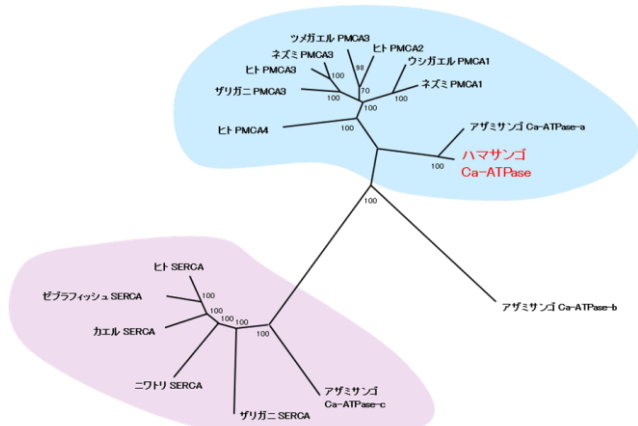 ツメガエル PMCA3
ネズミ PMCA3
ヒト PMCA2
ヒト PMCA3
ウシガエル PMCA1
ザリガニ PMCA3
ネズミ PMCA1
100
98
70
100
100
100
ヒト PMCA4
100
アザミサンゴ Ca-ATPase-a
ハマサンゴ
Ca-ATPase
100
100
ヒト SERCA
ゼブラフィッシュ SERCA
100
アザミサンゴ Ca-ATPase-b
カエル SERCA
100
100
100
100
ニワトリ SERCA
アザミサンゴ
Ca-ATPase-c
ザリガニ SERCA